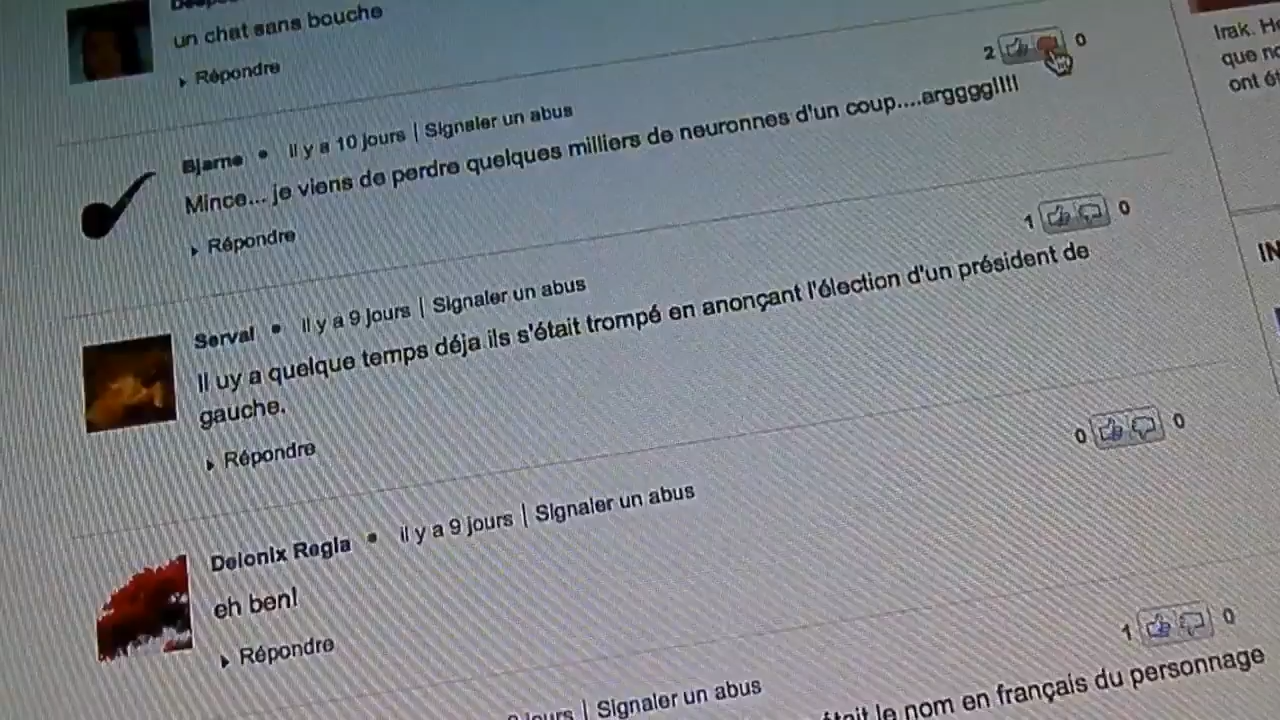 un chat sans bouche
Répondre
2 0
Irak. H
que no
ont ét
Bjarne • il y a 10 jours | Signaler un abus
Mince... je viens de perdre quelques milliers de neuronnes d'un coup....argggg!!!!
Répondre
1 0
Serval • il y a 9 jours | Signaler un abus
Il uy a quelque temps déja ils s'était trompé en anonçant l'élection d'un président de
gauche.
Répondre
0 0
Delonix Regia • il y a 9 jours | Signaler un abus
eh ben!
Répondre
1 0
jours | Signaler un abus
était le nom en français du personnage